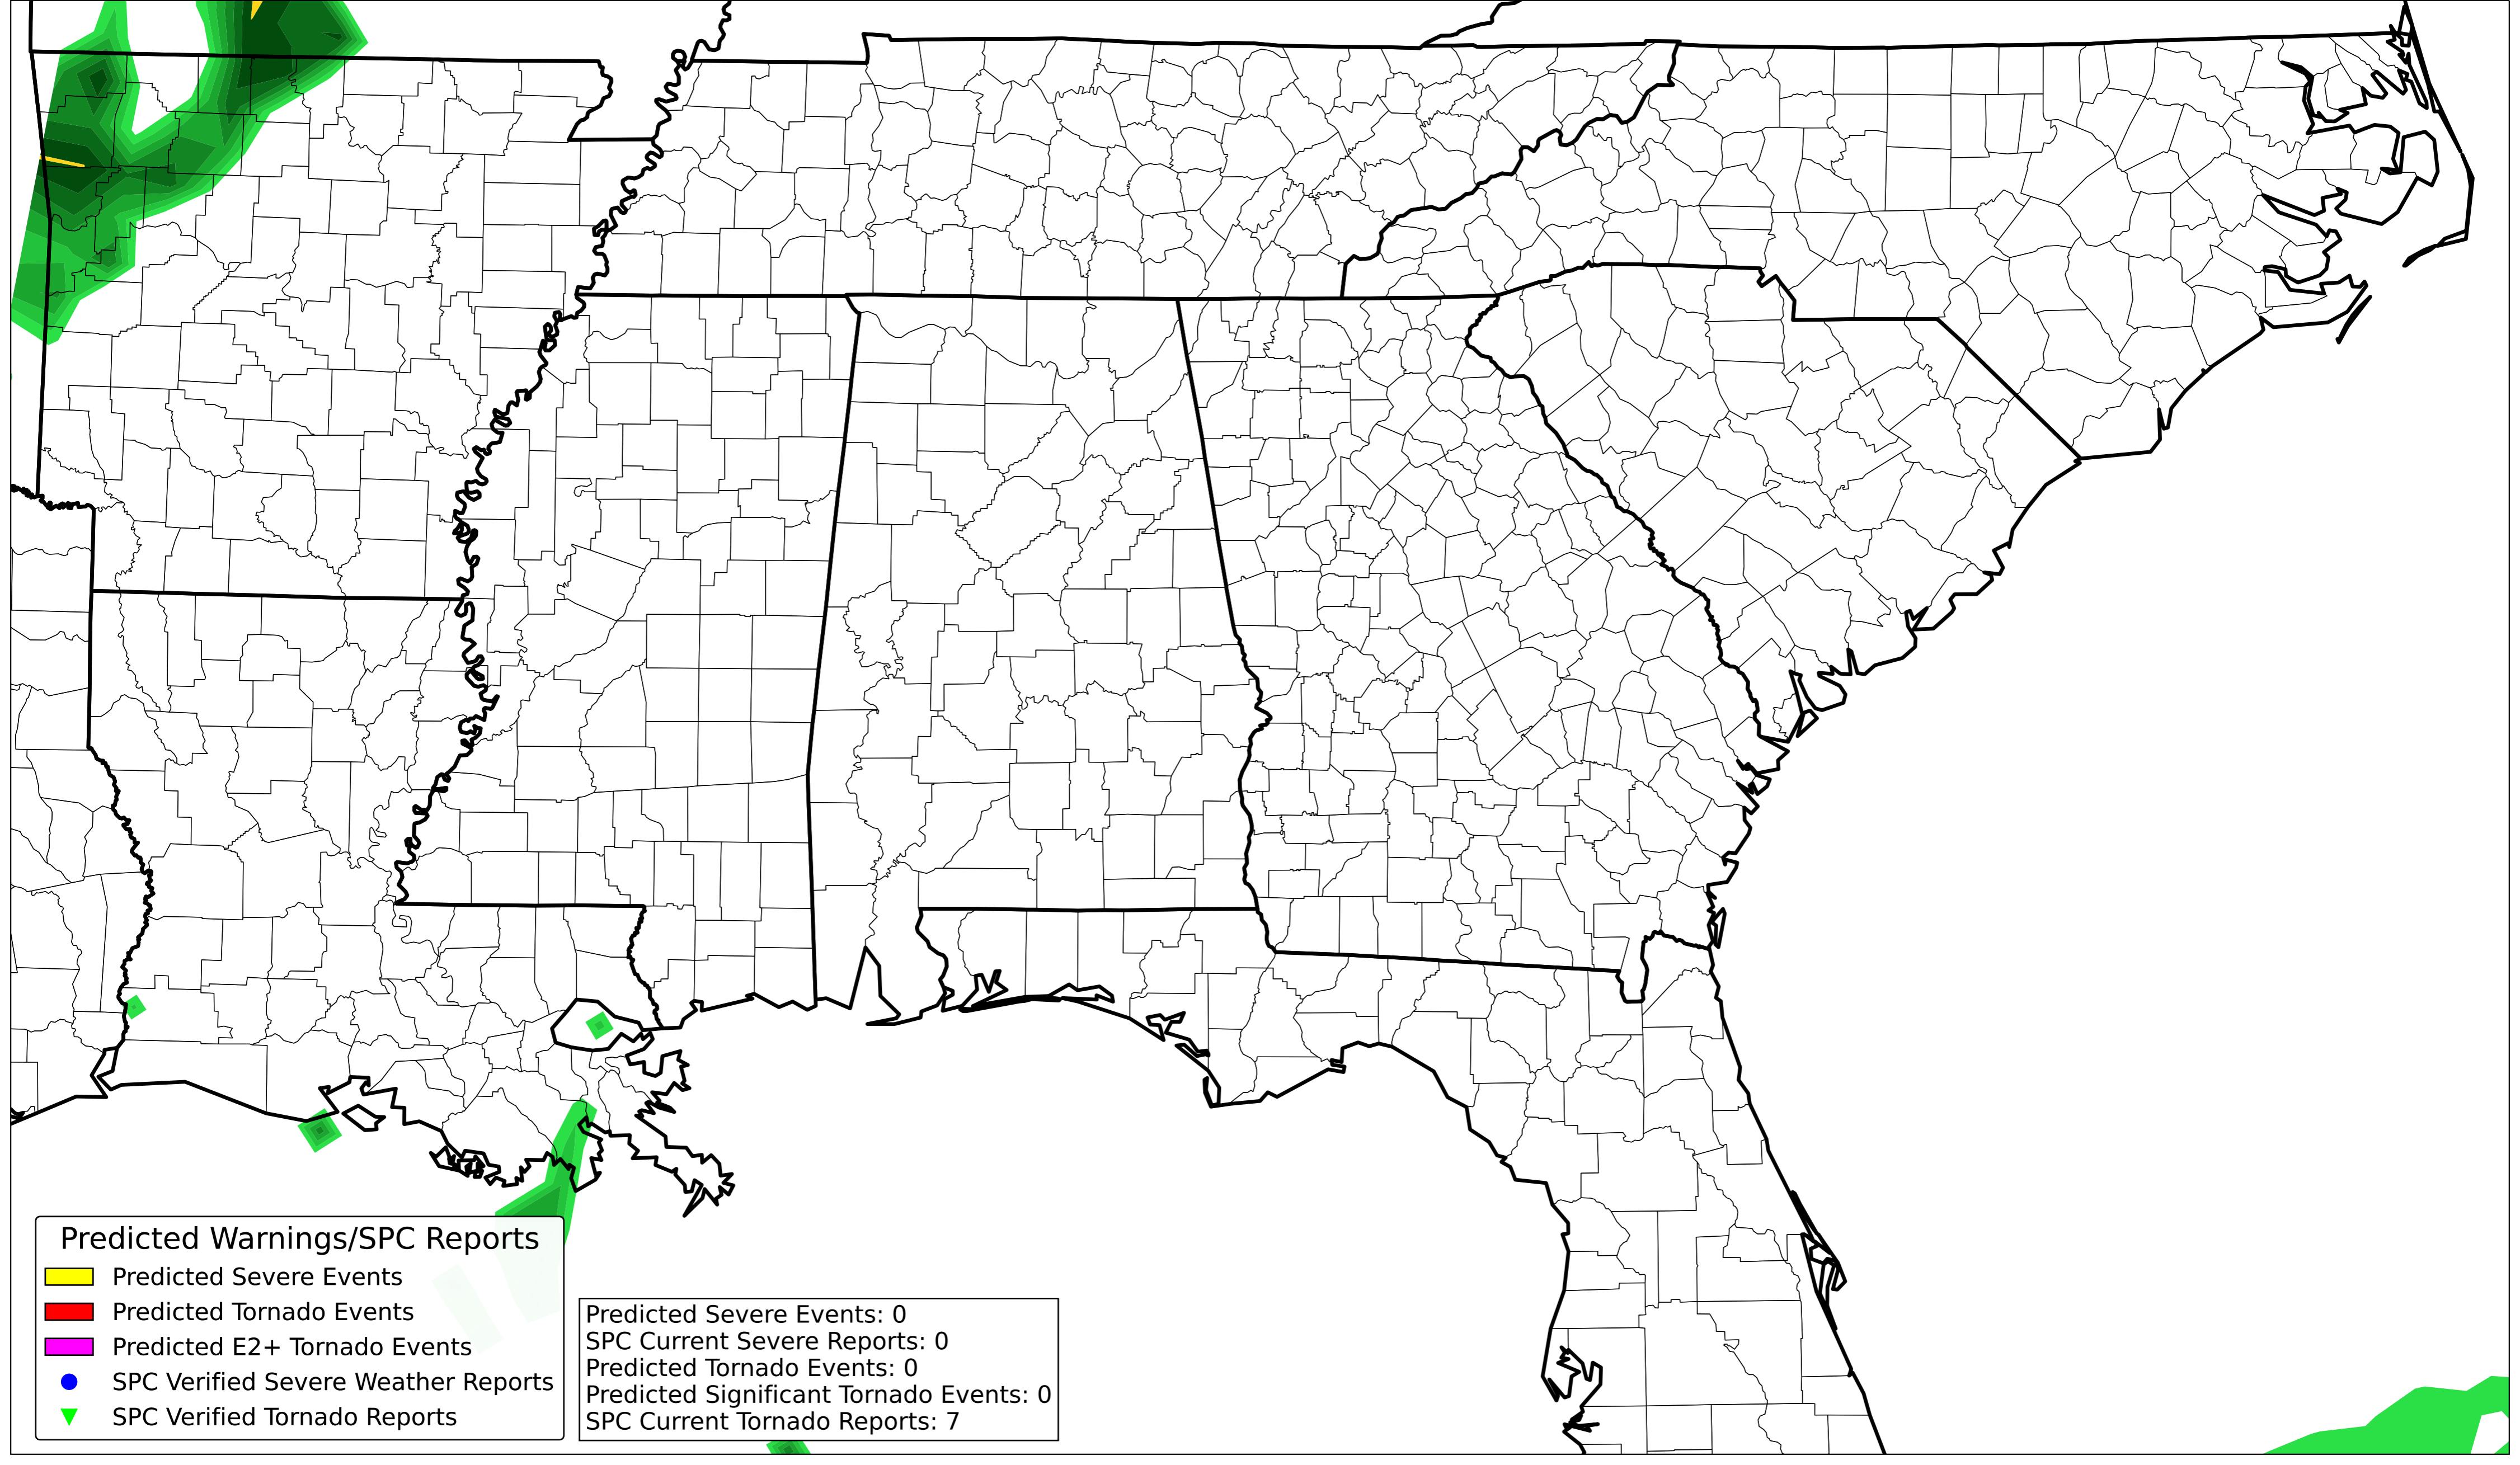 Predicted Warnings/SPC Reports
Predicted Severe Events
Predicted Tornado Events
Predicted E2+ Tornado Events
SPC Verified Severe Weather Reports
SPC Verified Tornado Reports
Predicted Severe Events: 0
SPC Current Severe Reports: 0
Predicted Tornado Events: 0
Predicted Significant Tornado Events: 0
SPC Current Tornado Reports: 7